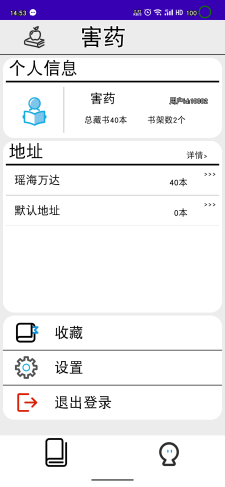 14:53
HD 100
害药
个人信息
害药
总藏书40本 书架数2个
地址
详情>
瑶海万达 40本 >>>
默认地址 0本 >>>
收藏
设置
退出登录